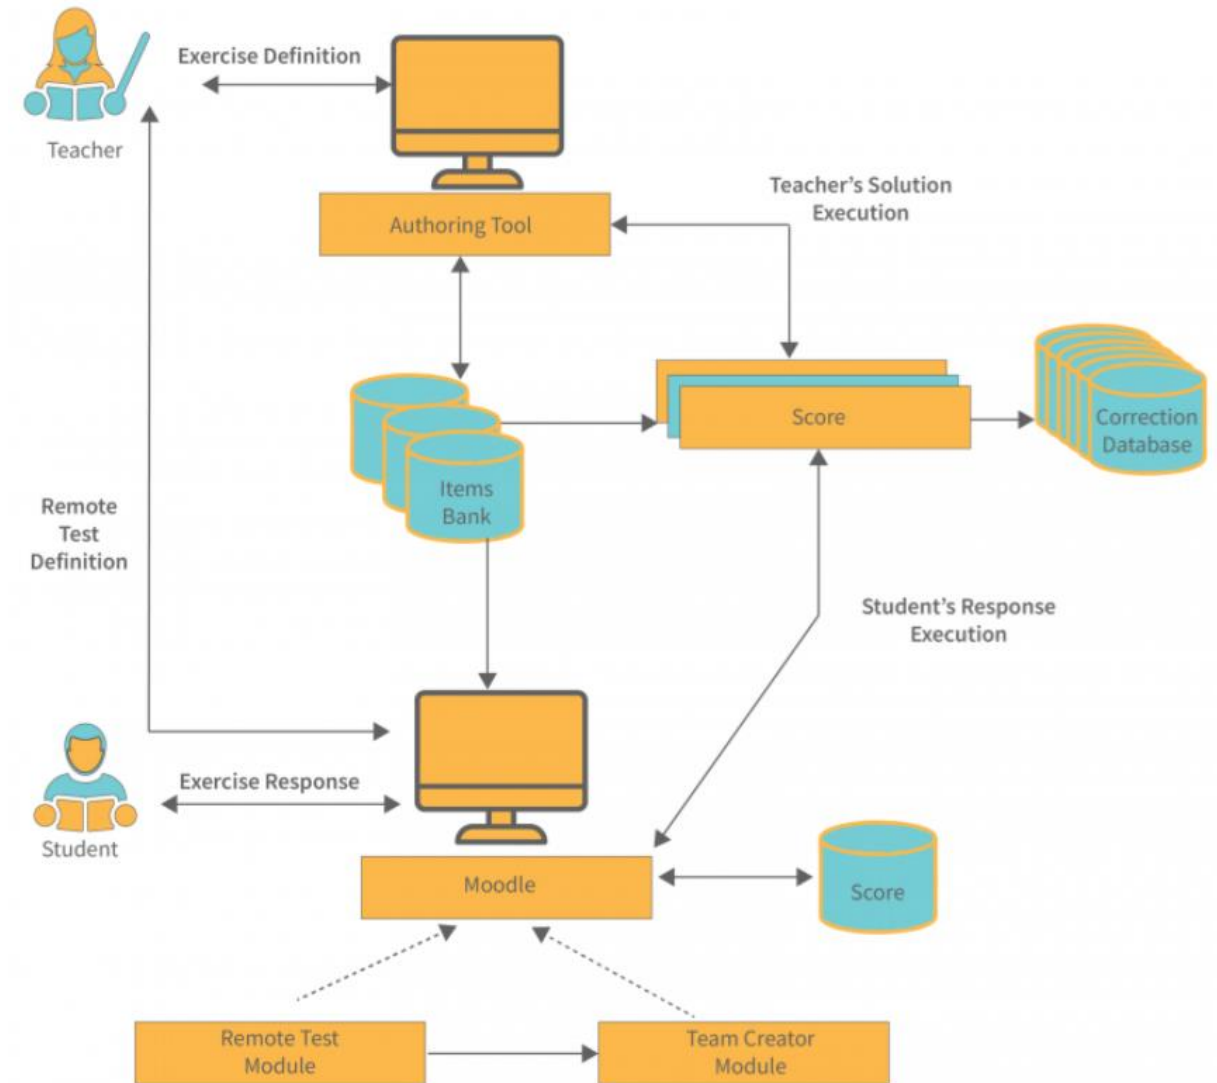 Exercise Definition
Teacher
Authoring Tool
Teacher’s Solution
Execution
Score
Correction
Database
Items
Bank
Remote
Test
Definition
Student’s Response
Execution
Exercise Response
Student
Moodle
Score
Remote Test
Module
Team Creator
Module